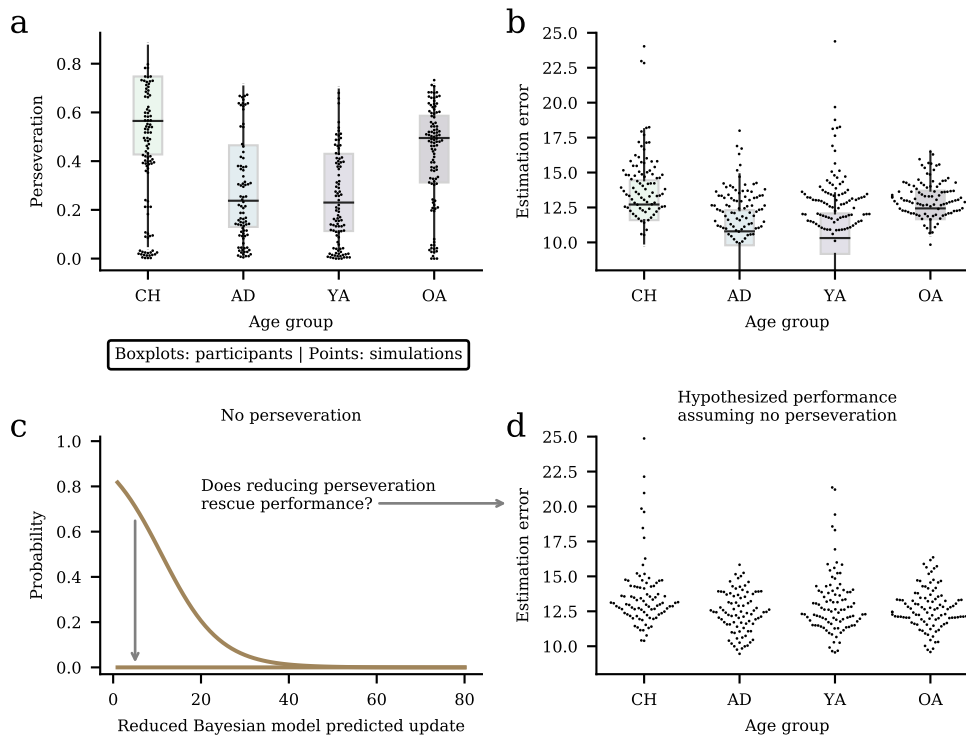 a
0.8
0.6
0.4
0.2
0.0
Perseveration
CH AD YA OA
Age group
Boxplots: participants | Points: simulations
b
25.0
22.5
20.0
17.5
15.0
12.5
10.0
Estimation error
CH AD YA OA
Age group
c
No perseveration
1.0
0.8
0.6
0.4
0.2
0.0
Probability
Does reducing perseveration
rescue performance?
0 20 40 60 80
Reduced Bayesian model predicted update
d
Hypothesized performance
assuming no perseveration
25.0
22.5
20.0
17.5
15.0
12.5
10.0
Estimation error
CH AD YA OA
Age group